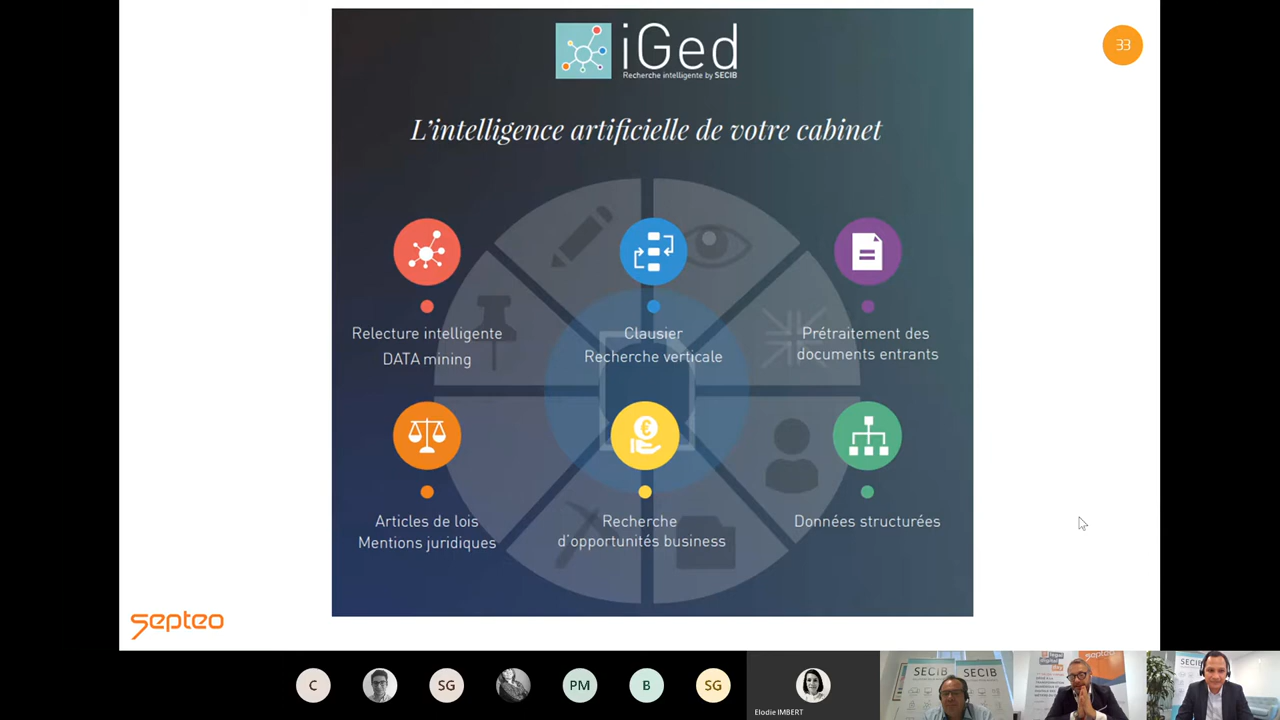 33
iGed
Recherche intelligente by SECIB
L'intelligence artificielle de votre cabinet
Relecture intelligente
DATA mining
Clausier
Recherche verticale
Prétraitement des
documents entrants
Articles de lois
Mentions juridiques
Recherche
d'opportunités business
Données structurées
septeo
C
SG
PM
B
SG
Elodie IMBERT
SECIB
SECIB
septeo
SECIB